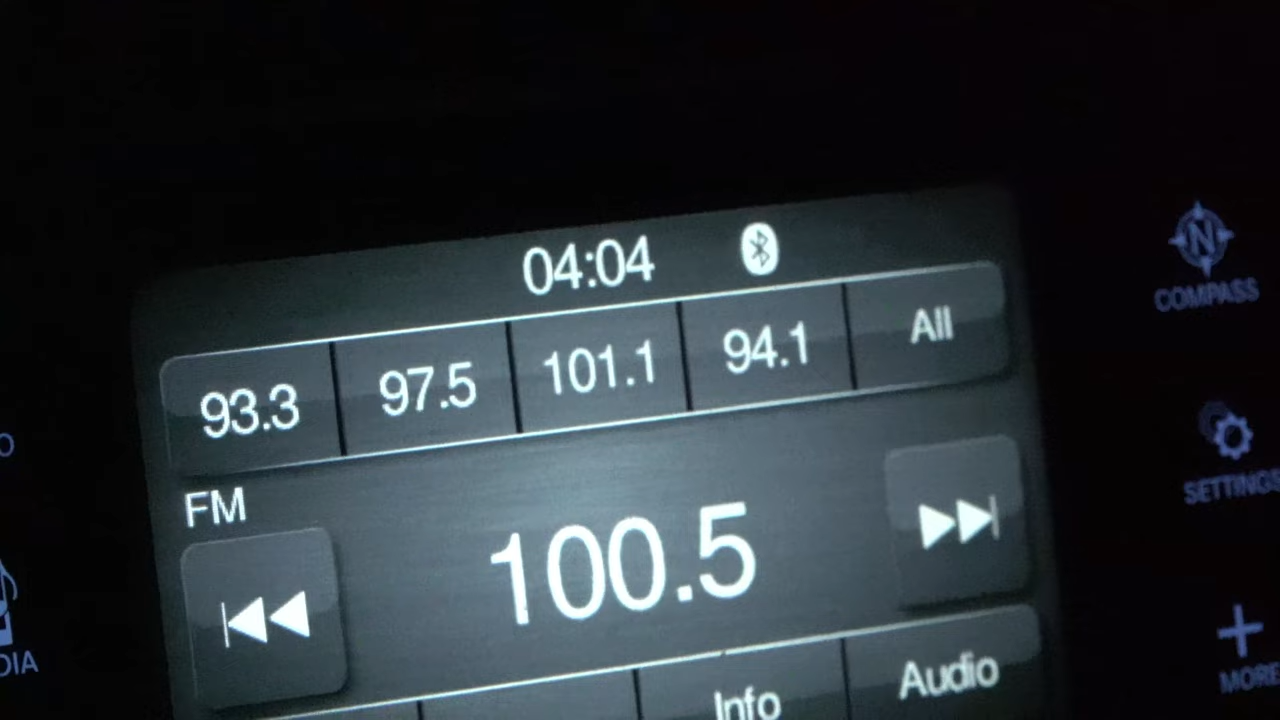 04:04
93.3 97.5 101.1 94.1 All
FM
100.5
Info Audio
N
COMPASS
SETTINGS
MORE